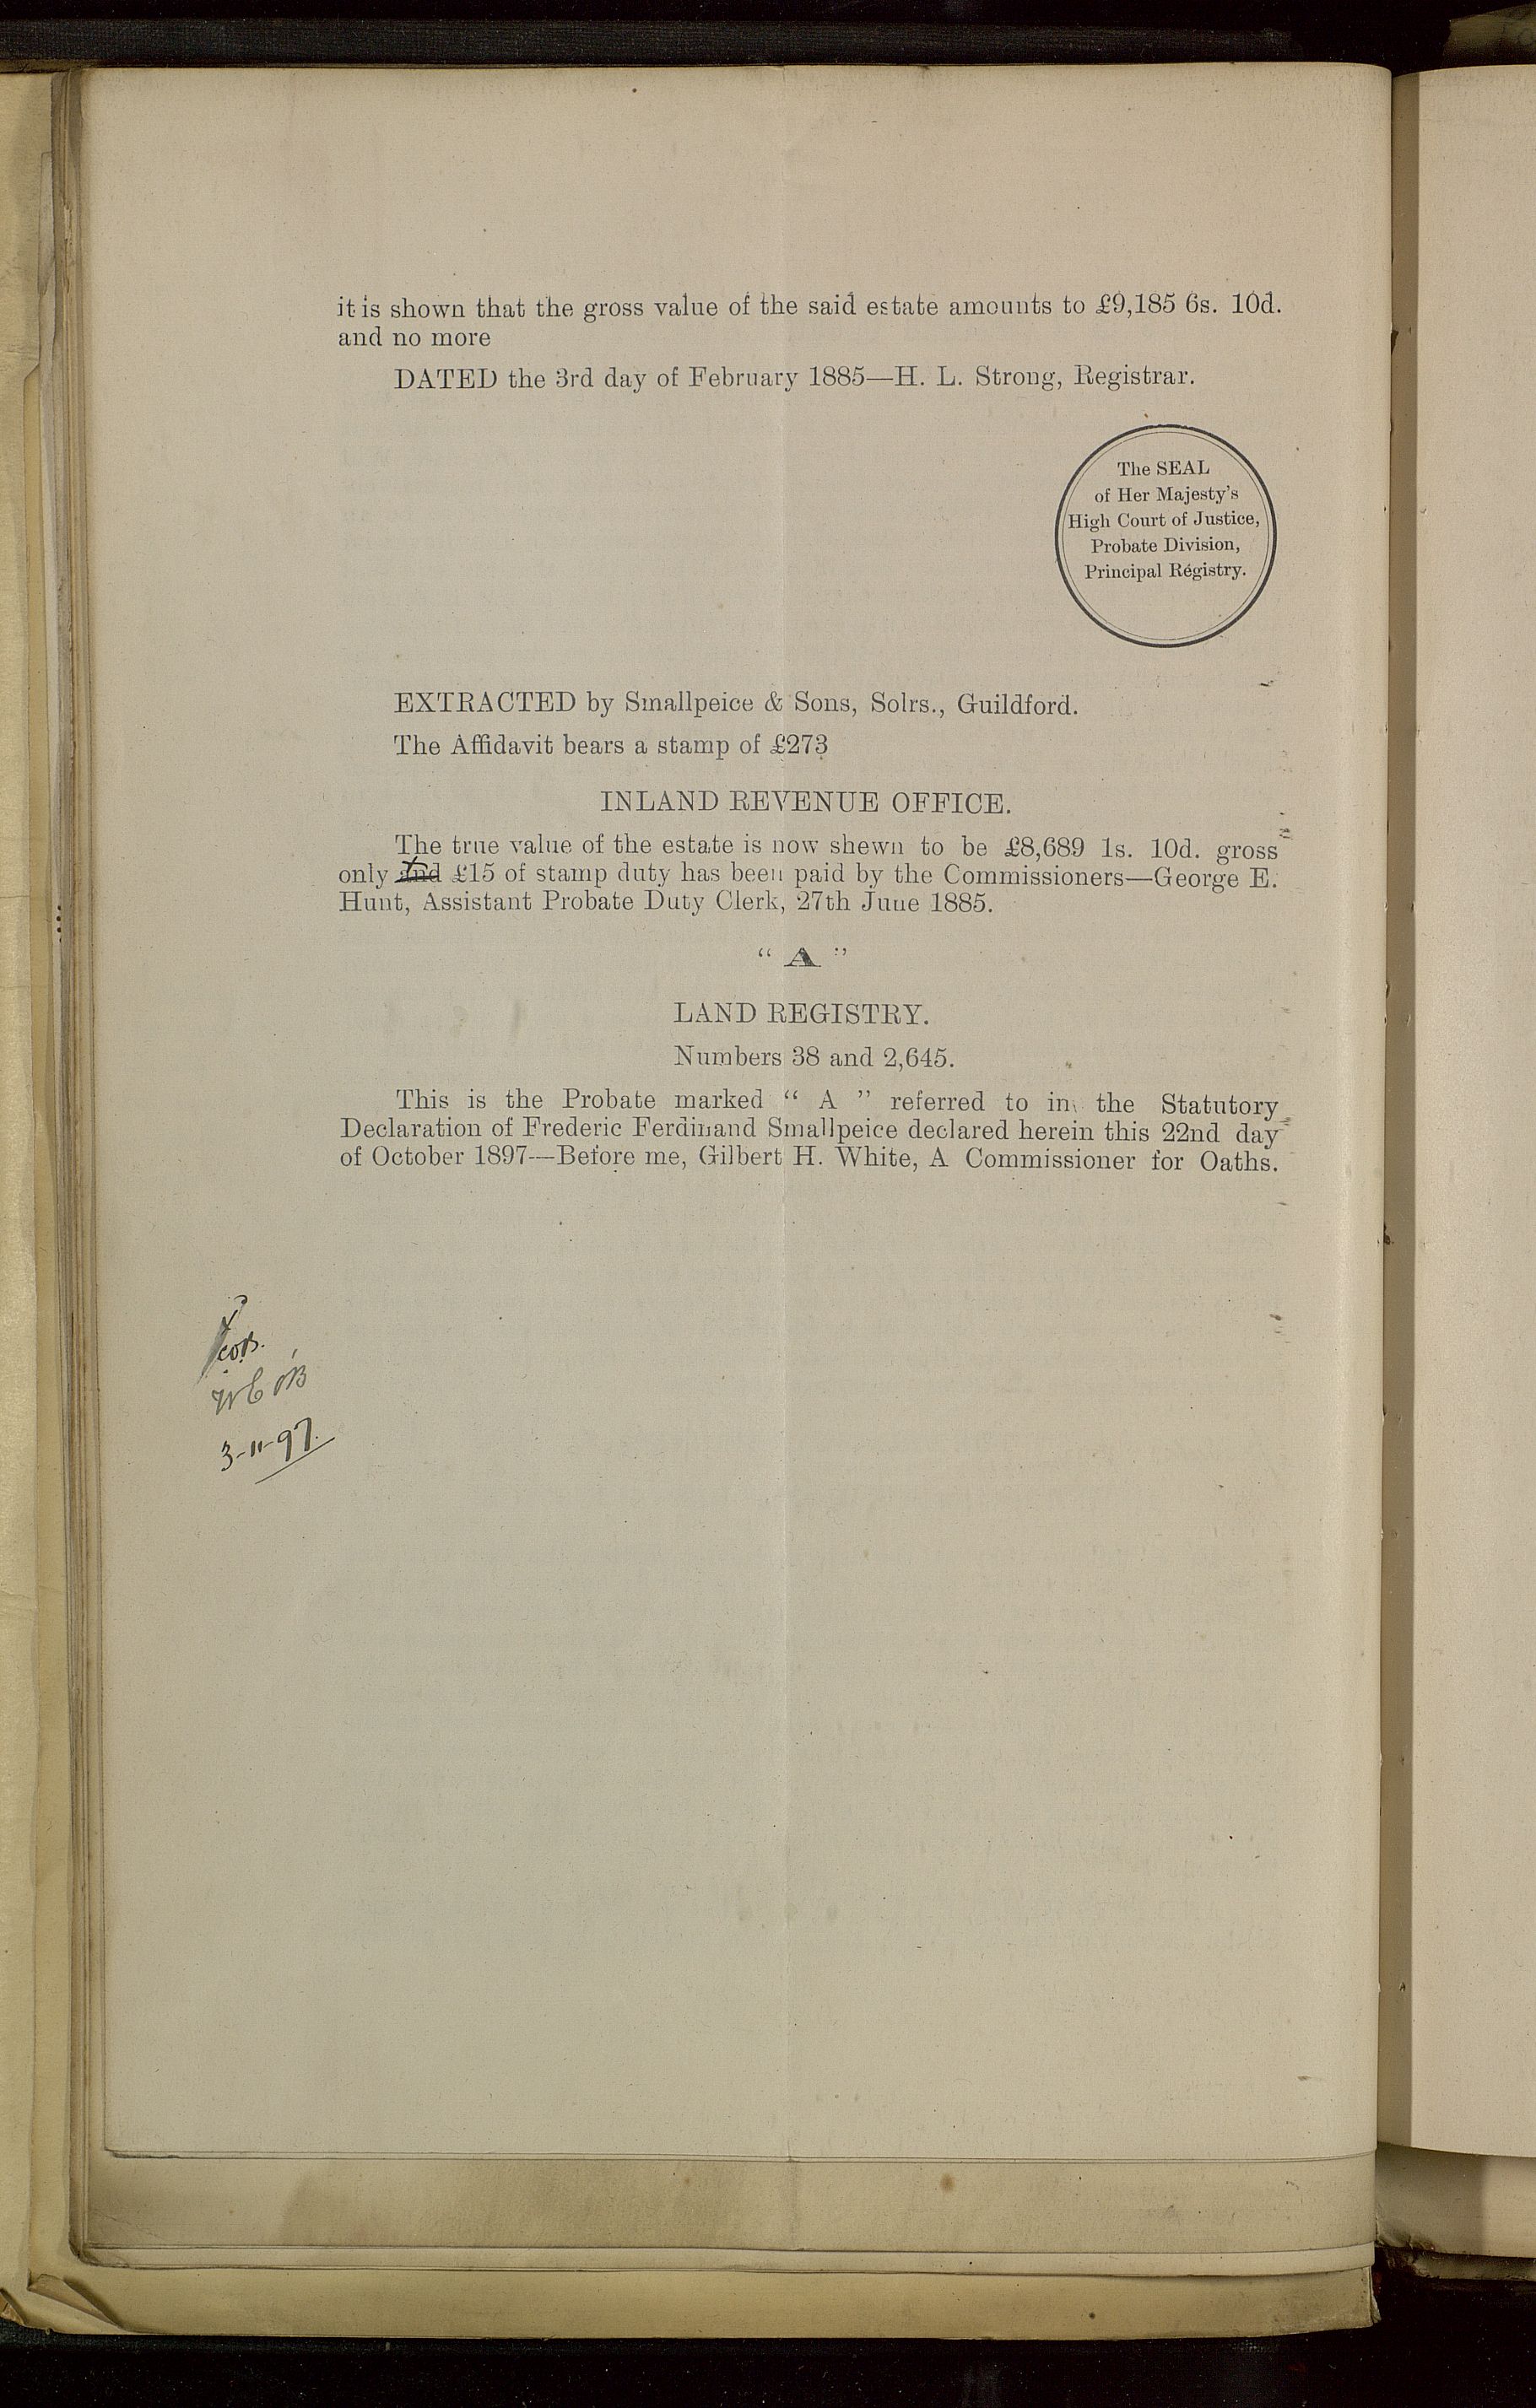 it is shown that the gross value of the said estate amounts to £9,185 6s. 10d.
and no more
DATED the 3rd day of February 1885—H. L. Strong, Registrar.
The SEAL
of Her Majesty's
High Court of Justice,
Probate Division,
Principal Registry.
EXTRACTED by Smallpeice & Sons, Solrs., Guildford.
The Affidavit bears a stamp of £273
INLAND REVENUE OFFICE.
The true value of the estate is now shewn to be £8,689 1s. 10d. gross
only and £15 of stamp duty has been paid by the Commissioners—George E.
Hunt, Assistant Probate Duty Clerk, 27th June 1885.
" A "
LAND REGISTRY.
Numbers 38 and 2,645.
This is the Probate marked " A " referred to in the Statutory
Declaration of Frederic Ferdinand Smallpeice declared herein this 22nd day
of October 1897—Before me, Gilbert H. White, A Commissioner for Oaths.
3-11-97.